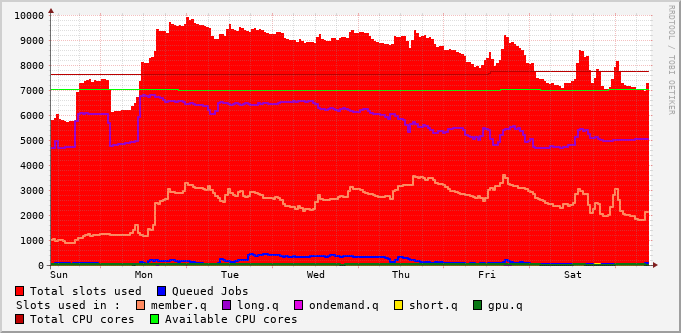 10000
9000
8000
7000
6000
5000
4000
3000
2000
1000
0
Sun Mon Tue Wed Thu Fri Sat
RRDTOOL / TOBI OETIKER
Total slots used Queued Jobs
Slots used in : member.q long.q ondemand.q short.q gpu.q
Total CPU cores Available CPU cores